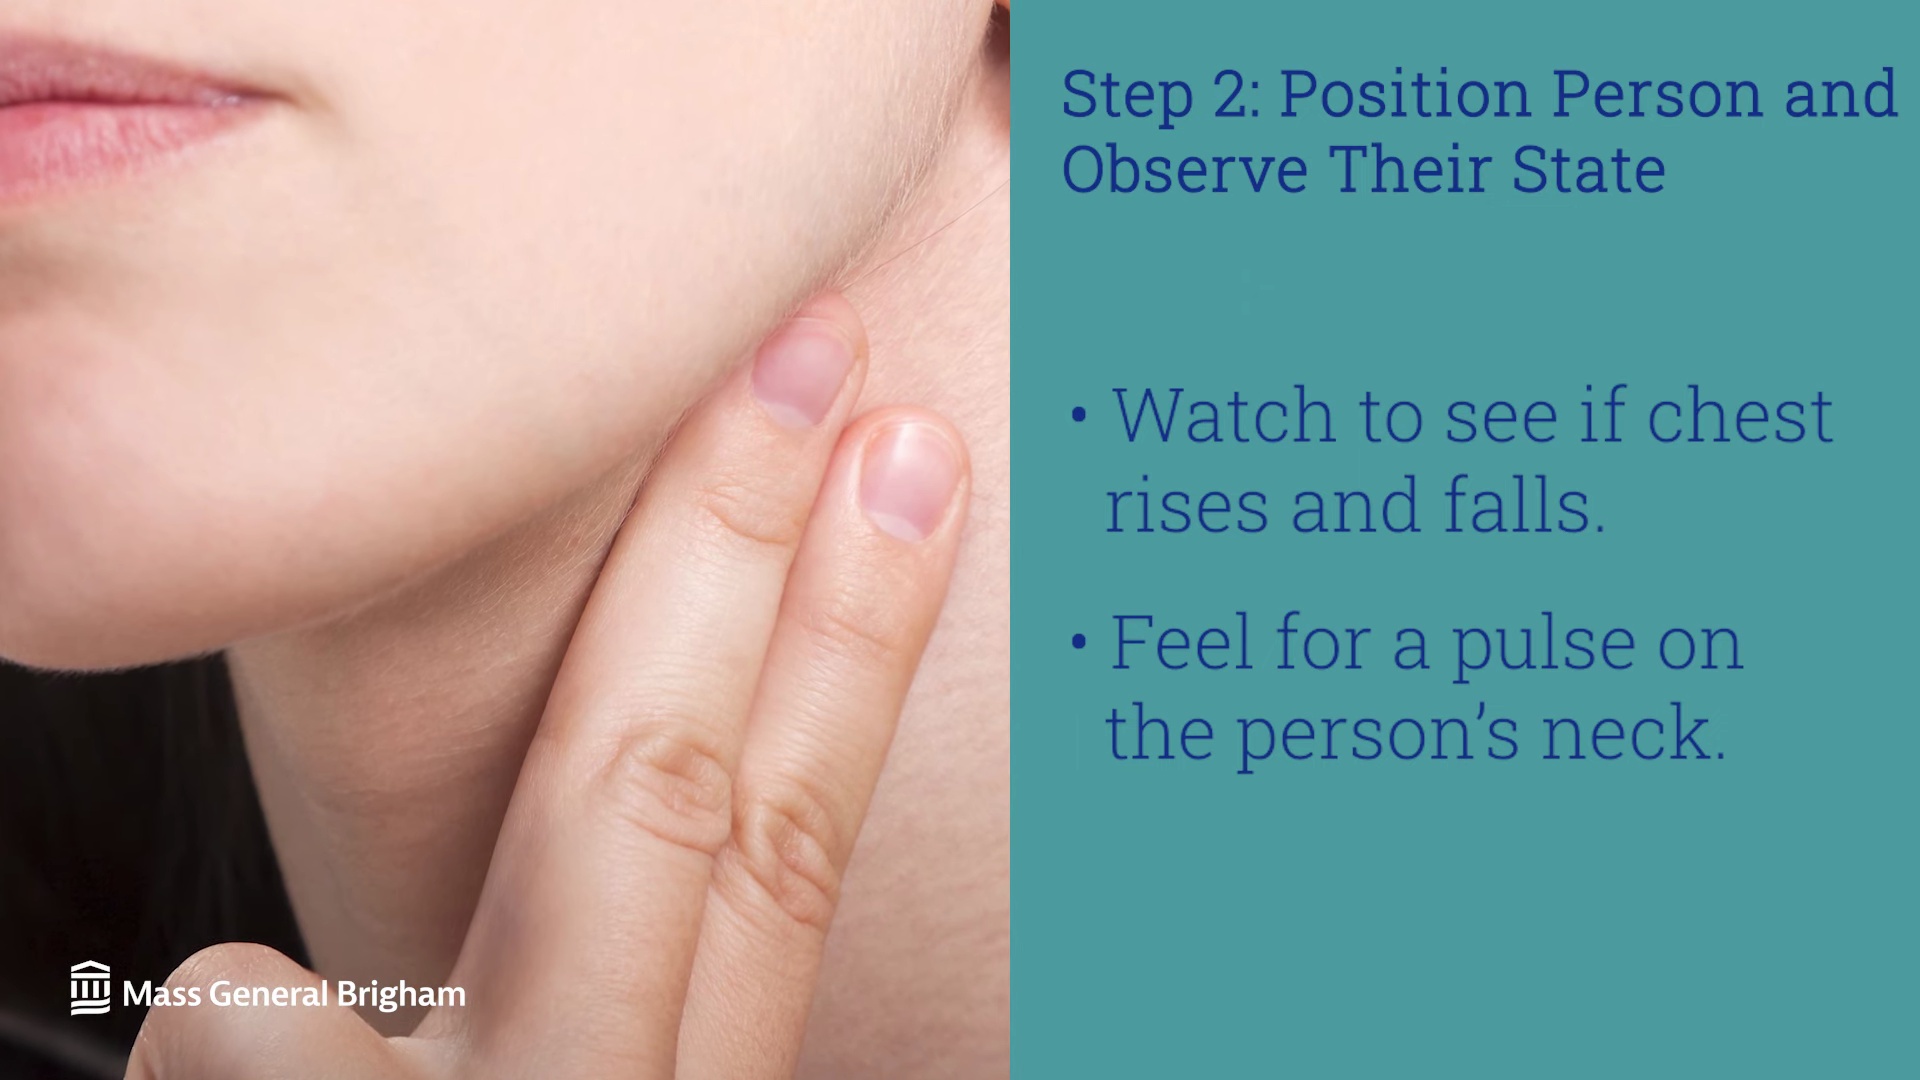 Step 2: Position Person and
Observe Their State
• Watch to see if chest
rises and falls.
• Feel for a pulse on
the person’s neck.
Mass General Brigham